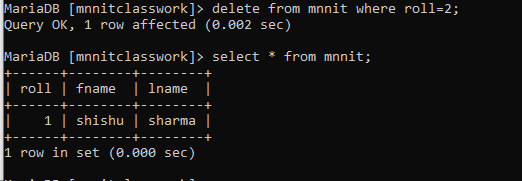 MariaDB [mnnitclasswork]> delete from mnnit where roll=2;
Query OK, 1 row affected (0.002 sec)
MariaDB [mnnitclasswork]> select * from mnnit;
+------+--------+--------+
| roll | fname  | lname  |
+------+--------+--------+
|    1 | shishu | sharma |
+------+--------+--------+
1 row in set (0.000 sec)